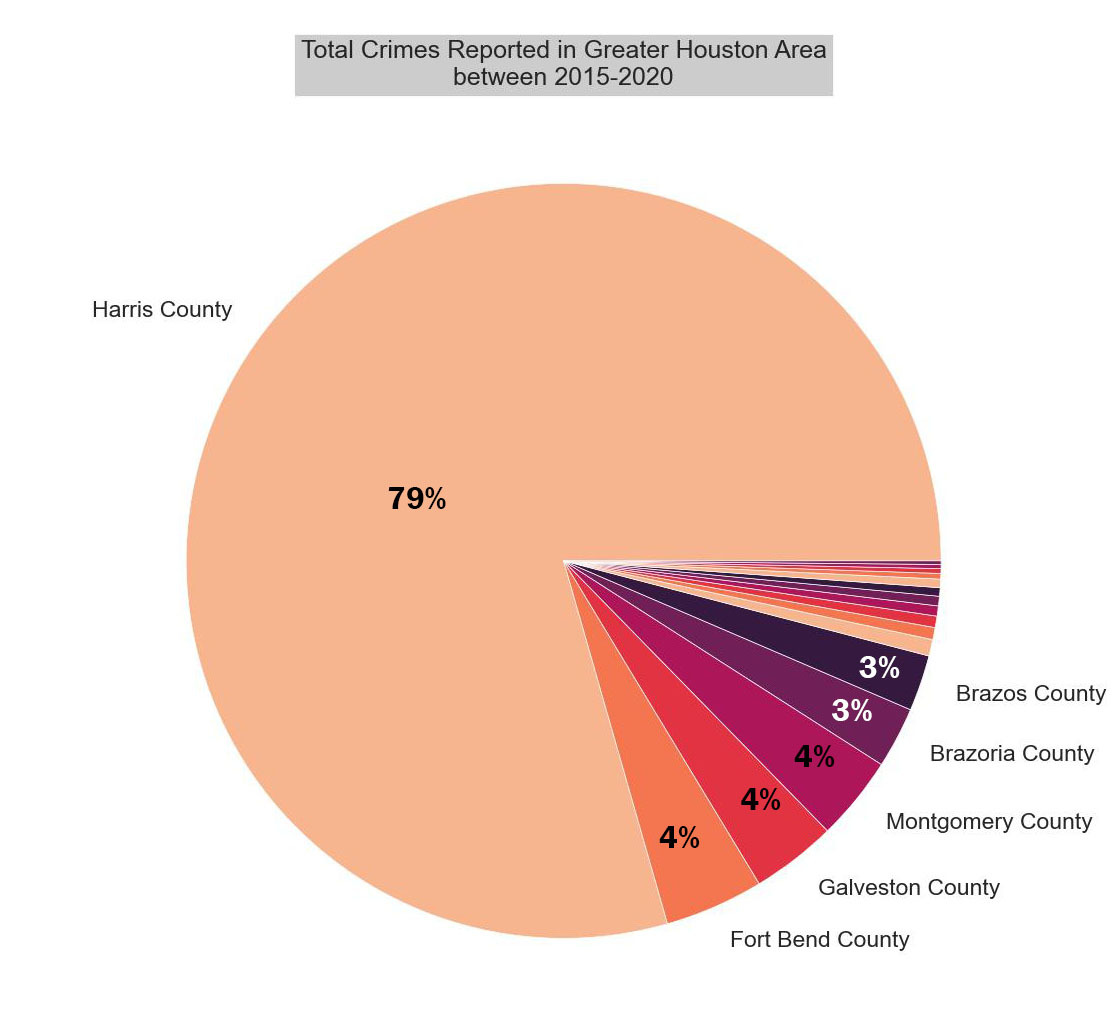 Total Crimes Reported in Greater Houston Area
between 2015-2020
Harris County
79%
3%
Brazos County
3%
Brazoria County
4%
Montgomery County
4%
Galveston County
4%
Fort Bend County